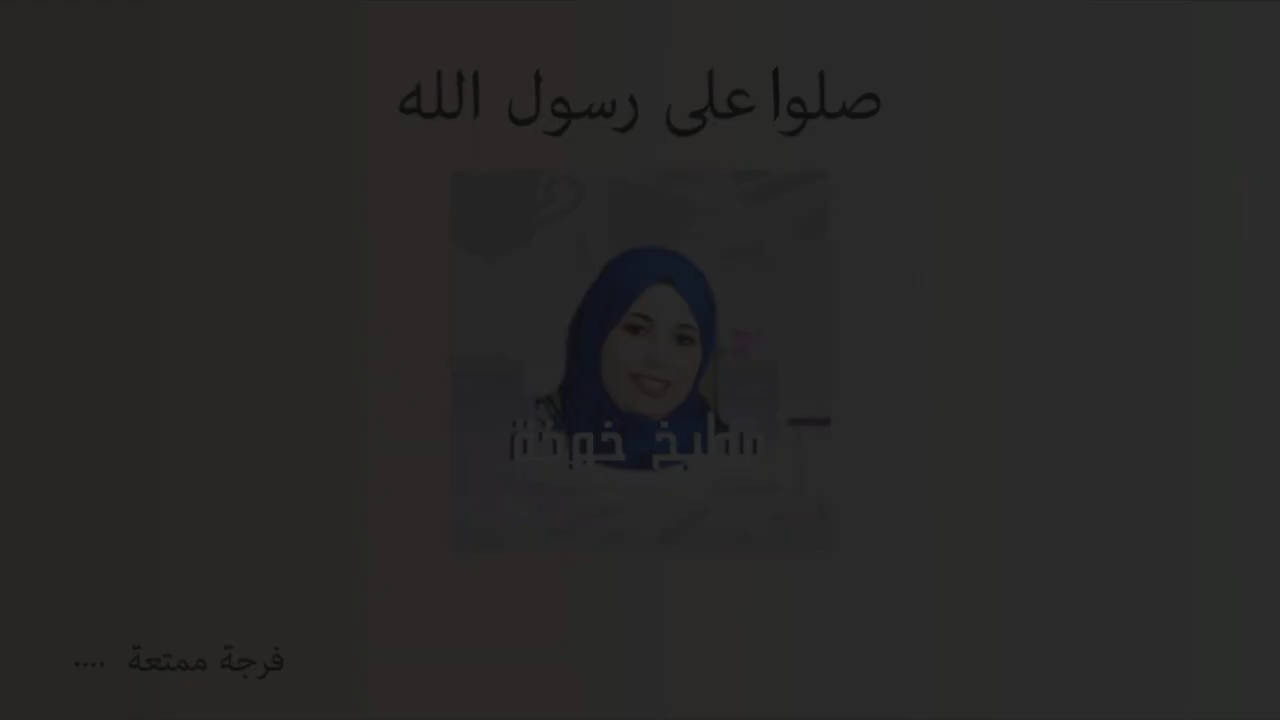 صلوا على رسول الله
مطبخ خوخة
فرجة ممتعة ....